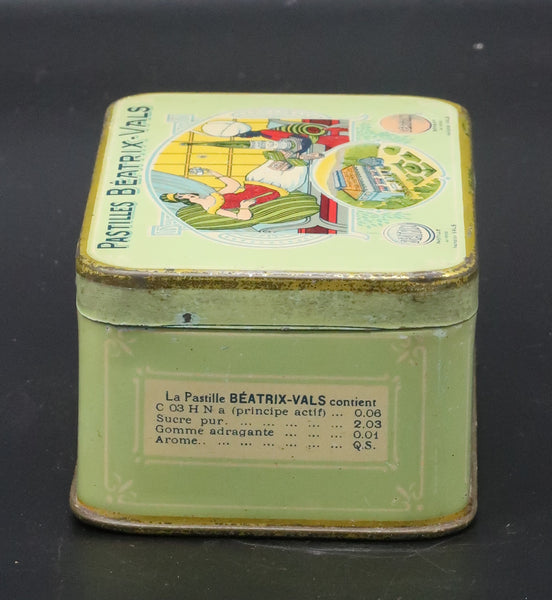 PASTILLES BÉATRIX-VALS
La Pastille BÉATRIX-VALS contient
C 03 H N a (principe actif) ... 0.06
Sucre pur. ... ... ... ... ... 2.03
Gomme adragante ... ... ... 0.01
Arome.. ... ... ... ... ... Q.S.